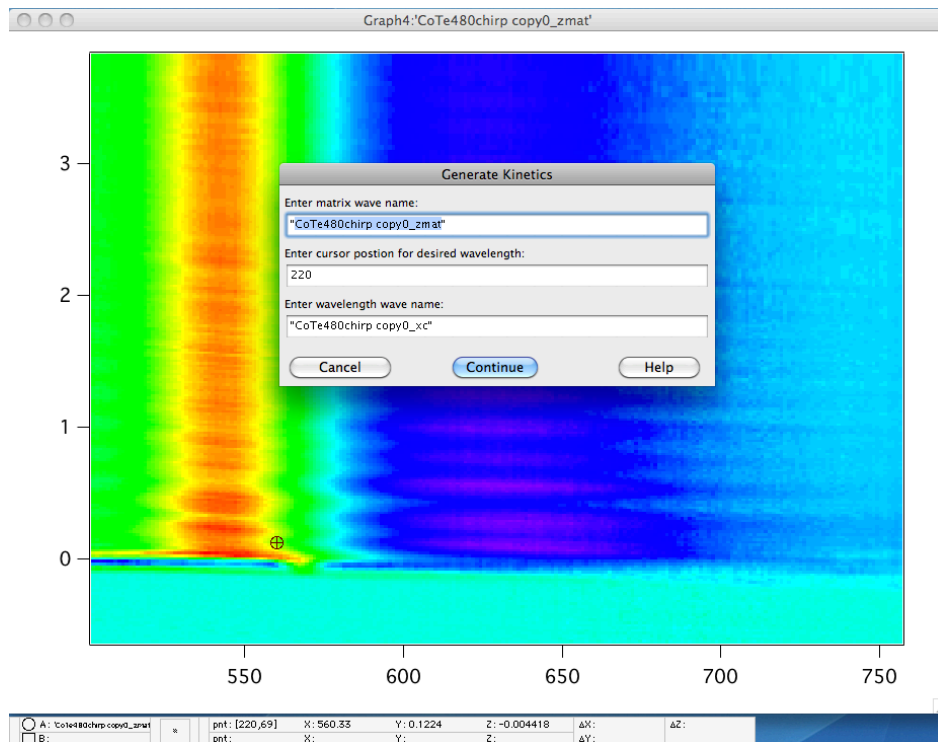 Graph4:'CoTe480chirp copy0_zmat'
3
2
1
0
Generate Kinetics
Enter matrix wave name:
"CoTe480chirp copy0_zmat"
Enter cursor postion for desired wavelength:
220
Enter wavelength wave name:
"CoTe480chirp copy0_xc"
Cancel Continue Help
550 600 650 700 750
A: 'CoTe480chirp copy0_zmat pnt: [220,69] X: 560.33 Y: 0.1224 Z: -0.004418 ΔX: ΔZ:
B: pnt: X: Y: Z: ΔY: